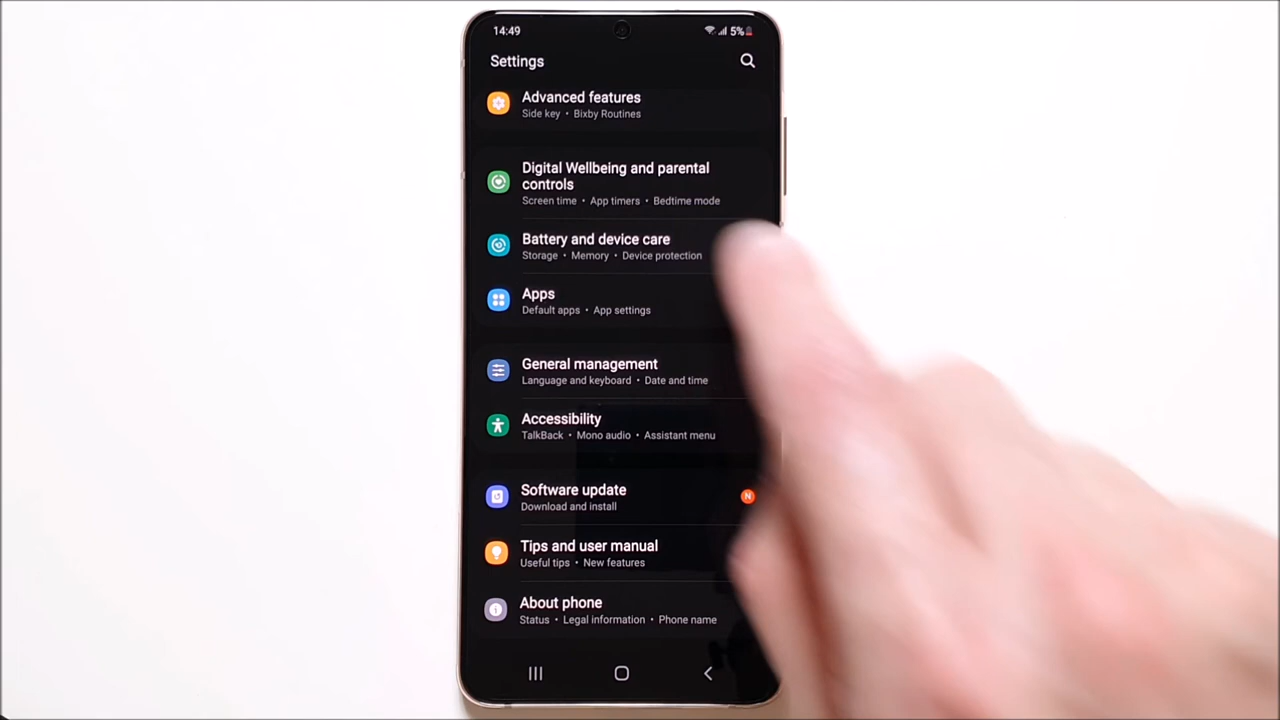 14:49
5%
Settings
Advanced features
Side key • Bixby Routines
Digital Wellbeing and parental
controls
Screen time • App timers • Bedtime mode
Battery and device care
Storage • Memory • Device protection
Apps
Default apps • App settings
General management
Language and keyboard • Date and time
Accessibility
TalkBack • Mono audio • Assistant menu
Software update
N
Download and install
Tips and user manual
Useful tips • New features
About phone
Status • Legal information • Phone name